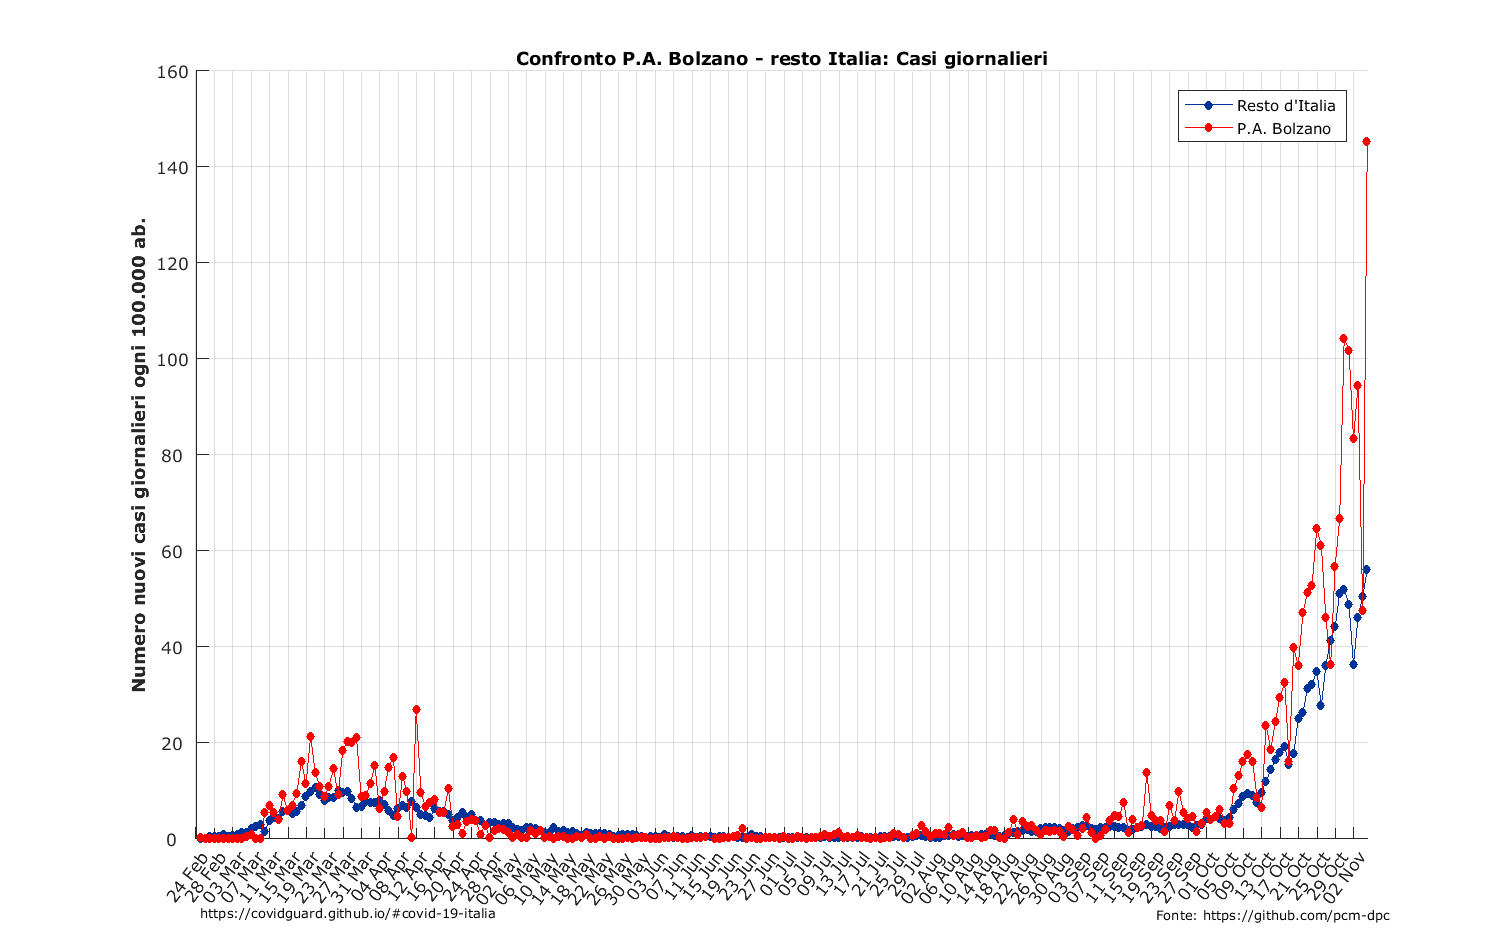 Confronto P.A. Bolzano - resto Italia: Casi giornalieri
Resto d'Italia
P.A. Bolzano
Numero nuovi casi giornalieri ogni 100.000 ab.
160
140
120
100
80
60
40
20
0
24 Feb
28 Feb
03 Mar
07 Mar
11 Mar
15 Mar
19 Mar
23 Mar
27 Mar
31 Mar
04 Apr
08 Apr
12 Apr
16 Apr
20 Apr
24 Apr
28 Apr
02 May
06 May
10 May
14 May
18 May
22 May
26 May
30 May
03 Jun
07 Jun
11 Jun
15 Jun
19 Jun
23 Jun
27 Jun
01 Jul
05 Jul
09 Jul
13 Jul
17 Jul
21 Jul
25 Jul
29 Jul
02 Aug
06 Aug
10 Aug
14 Aug
18 Aug
22 Aug
26 Aug
30 Aug
03 Sep
07 Sep
11 Sep
15 Sep
19 Sep
23 Sep
27 Sep
01 Oct
05 Oct
09 Oct
13 Oct
17 Oct
21 Oct
25 Oct
29 Oct
02 Nov
https://covidguard.github.io/#covid-19-italia
Fonte: https://github.com/pcm-dpc